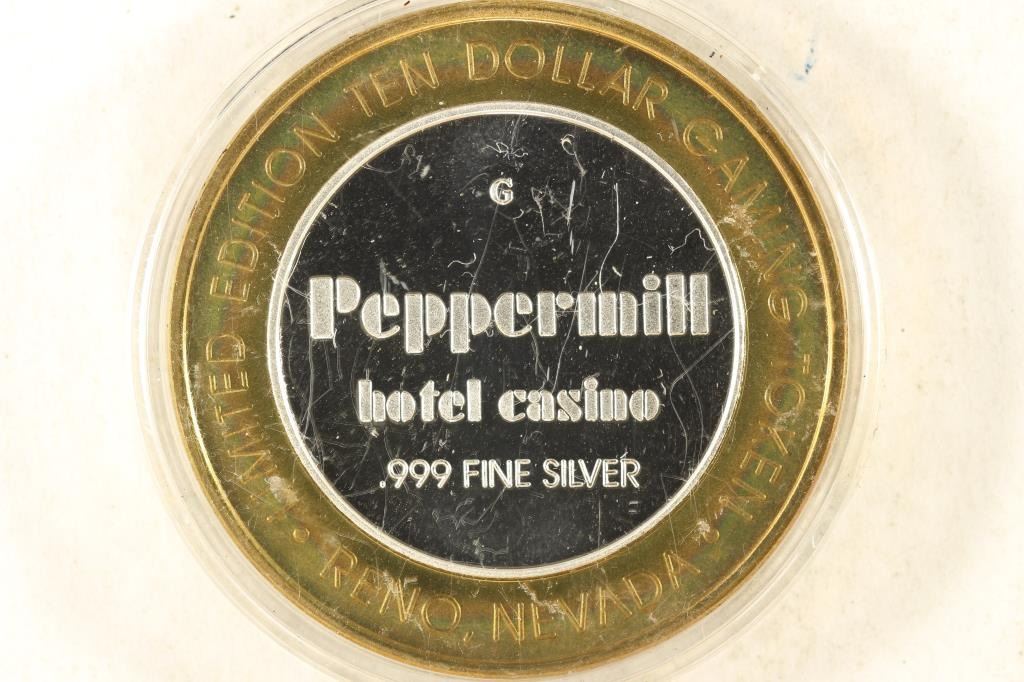 LIMITED EDITION TEN DOLLAR GAMING TOKEN
G
Peppermill
hotel casino
.999 FINE SILVER
• RENO, NEVADA •